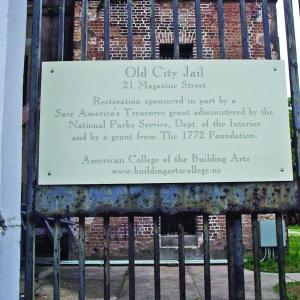 Old City Jail
21 Magazine Street
Restoration sponsored in part by a
Save America's Treasures grant administered by the
National Parks Service, Dept. of the Interior
and by a grant from The 1772 Foundation.
American College of the Building Arts
www.buildingartscollege.us